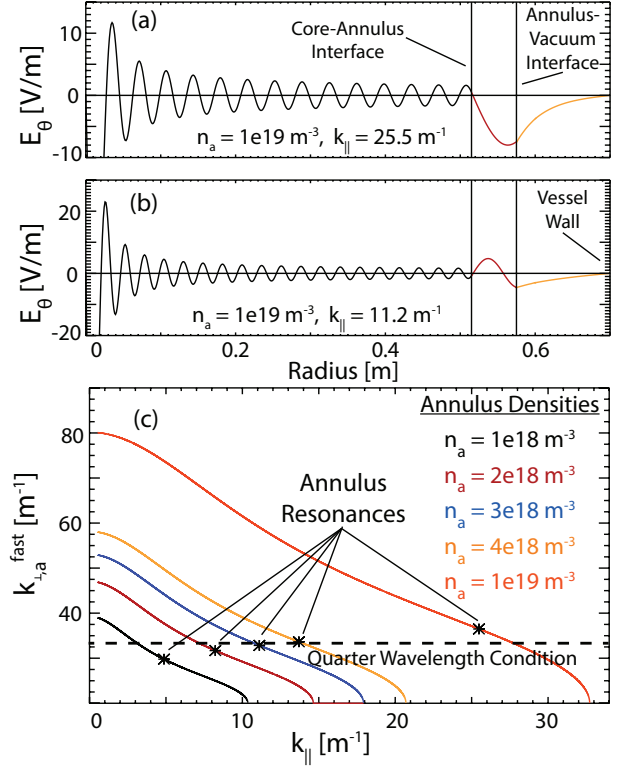 (a)
Core-Annulus
Interface
Annulus-
Vacuum
Interface
10
0
-10
E_θ [V/m]
n_a = 1e19 m⁻³, k_|| = 25.5 m⁻¹
(b)
Vessel
Wall
20
0
-20
E_θ [V/m]
n_a = 1e19 m⁻³, k_|| = 11.2 m⁻¹
0 0.2 0.4 0.6
Radius [m]
(c)
Annulus Densities
n_a = 1e18 m⁻³
n_a = 2e18 m⁻³
n_a = 3e18 m⁻³
n_a = 4e18 m⁻³
n_a = 1e19 m⁻³
Annulus
Resonances
Quarter Wavelength Condition
80
60
40
k_⊥,a^fast [m⁻¹]
0 10 20 30
k_|| [m⁻¹]